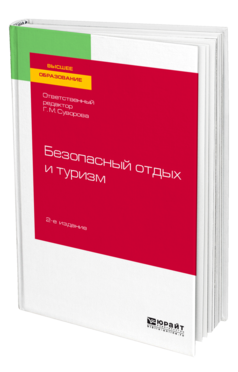 ВЫСШЕЕ
ОБРАЗОВАНИЕ
Ответственный
редактор
Г. М. Суворова
Безопасный отдых
и туризм
2-е издание
юрайт